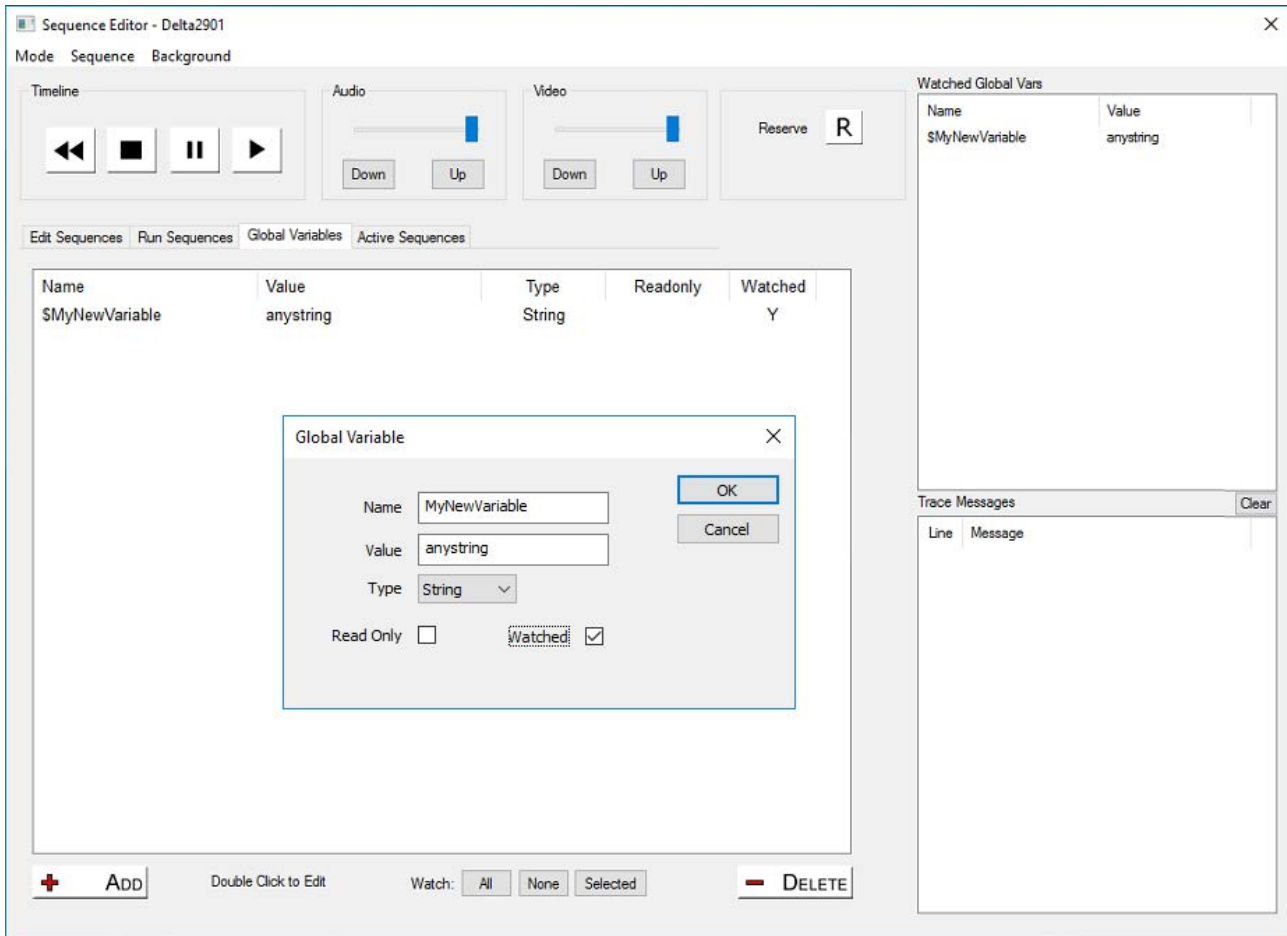 Sequence Editor - Delta2901
Mode Sequence Background
Timeline
Audio
Down Up
Video
Down Up
Reserve R
Edit Sequences Run Sequences Global Variables Active Sequences
Name Value Type Readonly Watched
$MyNewVariable anystring String Y
Global Variable
Name MyNewVariable
Value anystring
Type String
Read Only Watched
OK
Cancel
+ ADD Double Click to Edit Watch: All None Selected - DELETE
Watched Global Vars
Name Value
$MyNewVariable anystring
Trace Messages Clear
Line Message